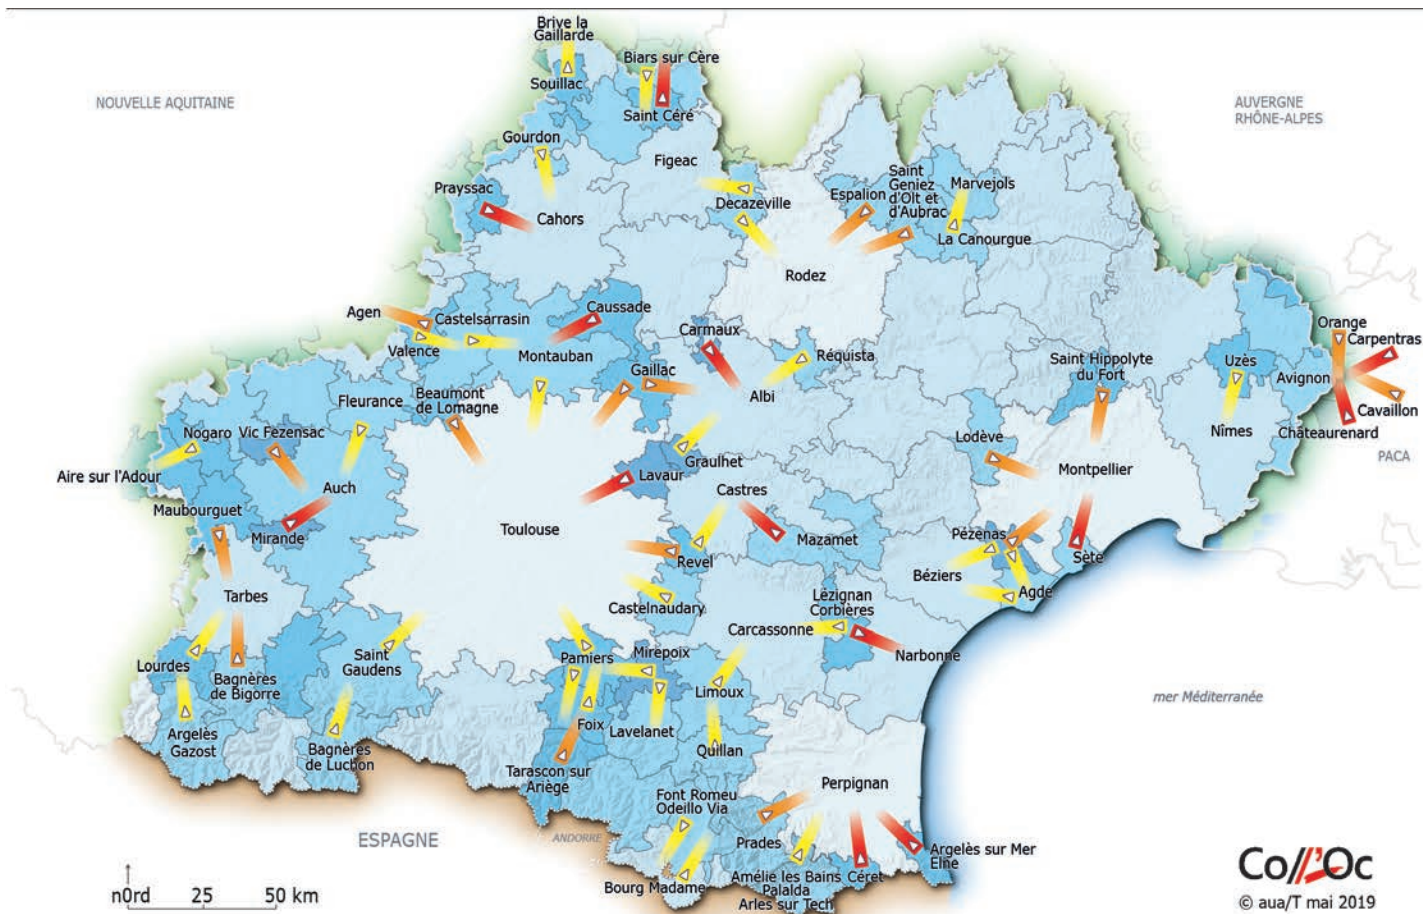 Brive la
Gaillarde
Biars sur Cère
NOUVELLE AQUITAINE
Souillac
AUVERGNE
RHÔNE-ALPES
Saint Céré
Gourdon
Figeac
Saint
Geniez
d'Olt et
d'Aubrac
Marvejols
Prayssac
Espalion
Decazeville
Cahors
La Canourgue
Rodez
Agen
Castelsarrasin
Caussade
Carmaux
Orange
Carpentras
Valence
Montauban
Réquista
Saint Hippolyte
du Fort
Uzès
Avignon
Gaillac
Beaumont
de Lomagne
Albi
Fleurance
Cavaillon
Châteaurenard
Nogaro
Vic Fezensac
Lodève
Nîmes
PACA
Aire sur l'Adour
Graulhet
Montpellier
Lavaur
Auch
Castres
Maubourguet
Mirande
Toulouse
Mazamet
Pézenas
Sète
Revel
Béziers
Agde
Tarbes
Castelnaudary
Lézignan
Corbières
Carcassonne
Narbonne
Lourdes
Saint
Gaudens
Pamiers
Mirepoix
Bagnères
de Bigorre
Limoux
mer Méditerranée
Argelès
Gazost
Foix
Lavelanet
Bagnères
de Luchon
Quillan
Tarascon sur
Ariège
Perpignan
Font Romeu
Odeillo Via
ESPAGNE
ANDORRE
Prades
Argelès sur Mer
Elne
Bourg Madame
Amélie les Bains
Palalda
Arles sur Tech
Céret
n0rd 25 50 km
Co//'Oc
© aua/T mai 2019